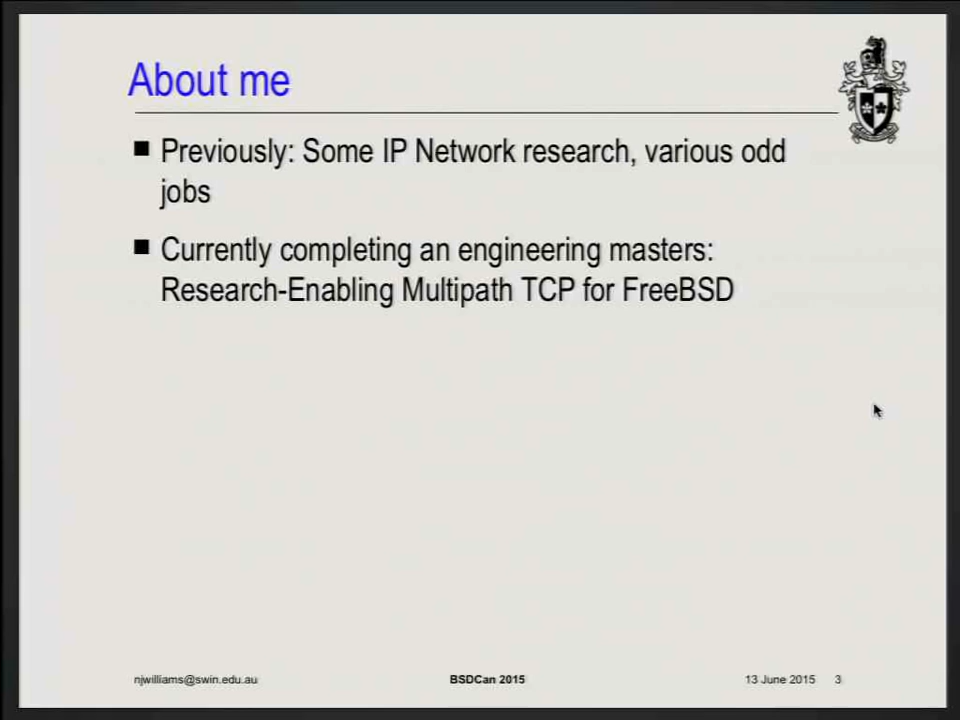 About me
Previously: Some IP Network research, various odd
jobs
Currently completing an engineering masters:
Research-Enabling Multipath TCP for FreeBSD
njwilliams@swin.edu.au BSDCan 2015 13 June 2015 3